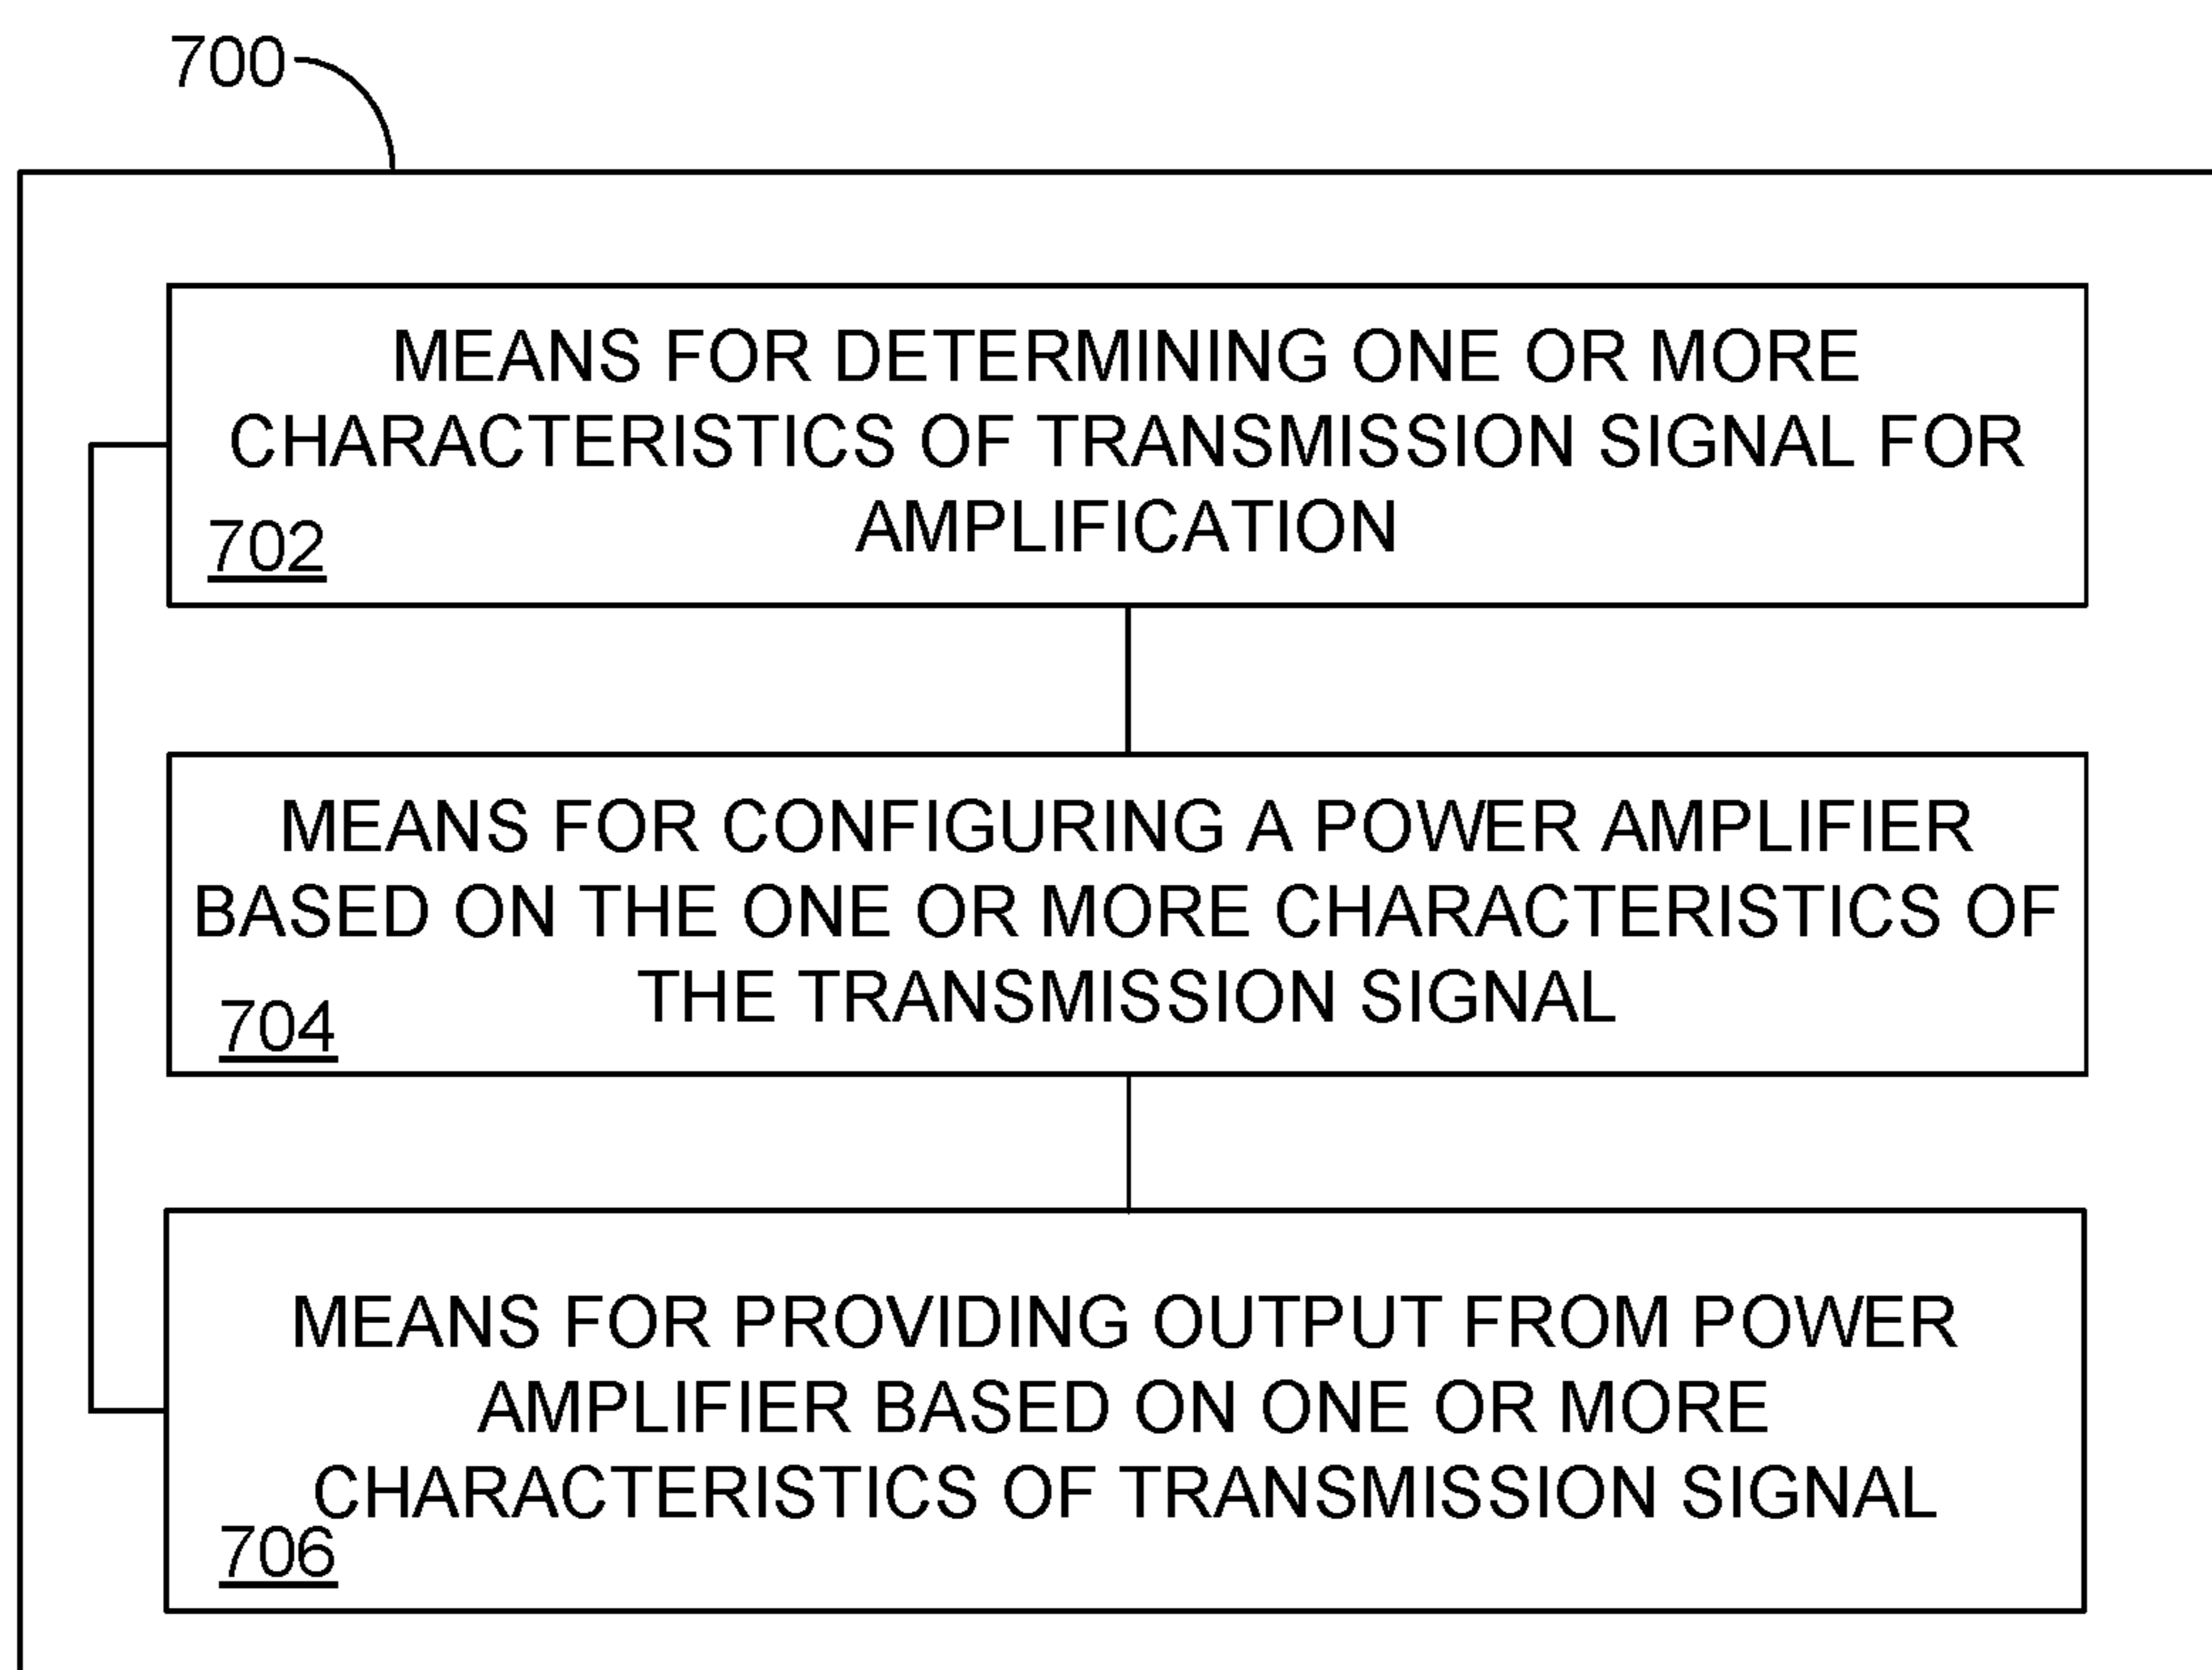 700
MEANS FOR DETERMINING ONE OR MORE
CHARACTERISTICS OF TRANSMISSION SIGNAL FOR
AMPLIFICATION
702
MEANS FOR CONFIGURING A POWER AMPLIFIER
BASED ON THE ONE OR MORE CHARACTERISTICS OF
THE TRANSMISSION SIGNAL
704
MEANS FOR PROVIDING OUTPUT FROM POWER
AMPLIFIER BASED ON ONE OR MORE
CHARACTERISTICS OF TRANSMISSION SIGNAL
706